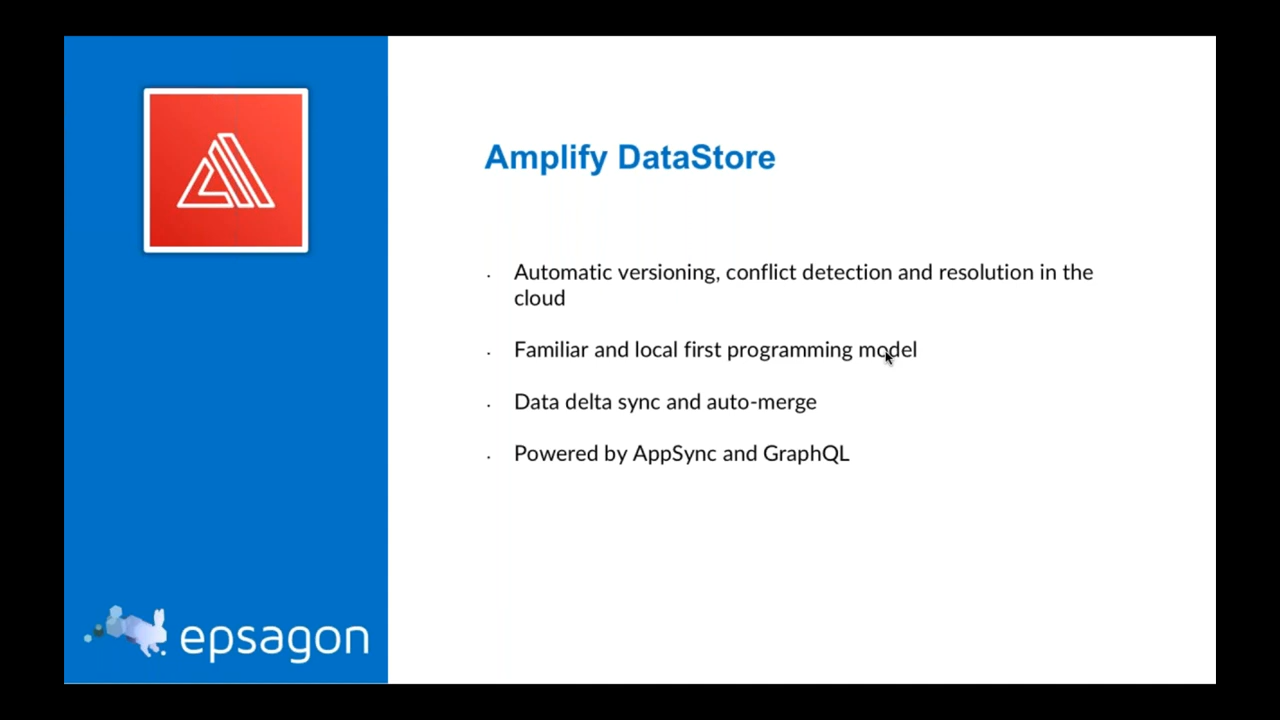 Amplify DataStore
· Automatic versioning, conflict detection and resolution in the
cloud
· Familiar and local first programming model
· Data delta sync and auto-merge
· Powered by AppSync and GraphQL
epsagon